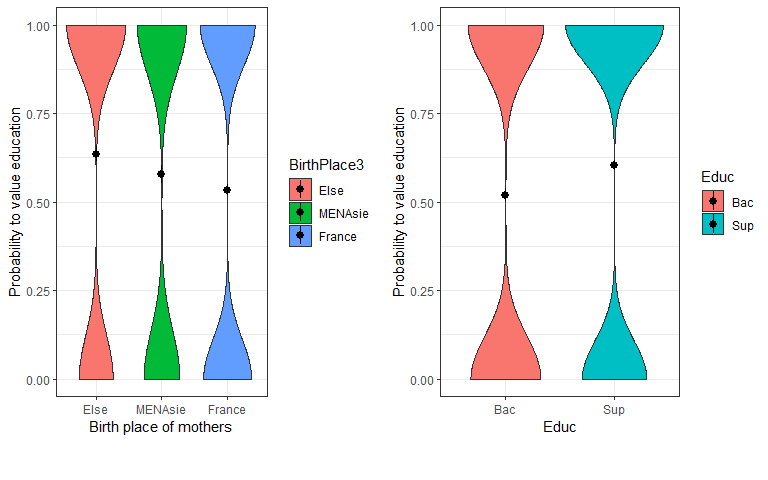 Probability to value education
1.00
0.75
0.50
0.25
0.00
Else MENAsie France
Birth place of mothers
BirthPlace3
Else
MENAsie
France
Probability to value education
1.00
0.75
0.50
0.25
0.00
Bac Sup
Educ
Educ
Bac
Sup